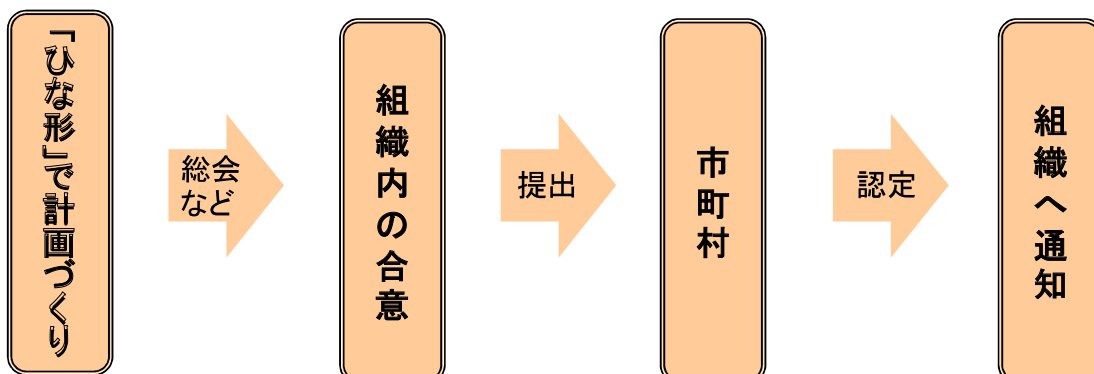 「ひな形」で計画づくり
総会
など
組織内の合意
提出
市町村
認定
組織へ通知